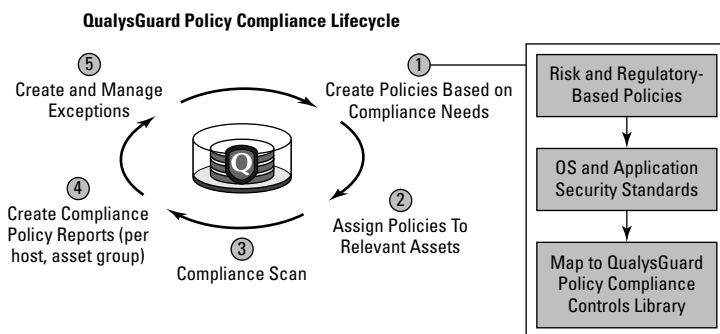 QualysGuard Policy Compliance Lifecycle
5
Create and Manage
Exceptions
1
Create Policies Based on
Compliance Needs
Q
4
Create Compliance
Policy Reports (per
host, asset group)
3
Compliance Scan
2
Assign Policies To
Relevant Assets
Risk and Regulatory-
Based Policies
OS and Application
Security Standards
Map to QualysGuard
Policy Compliance
Controls Library